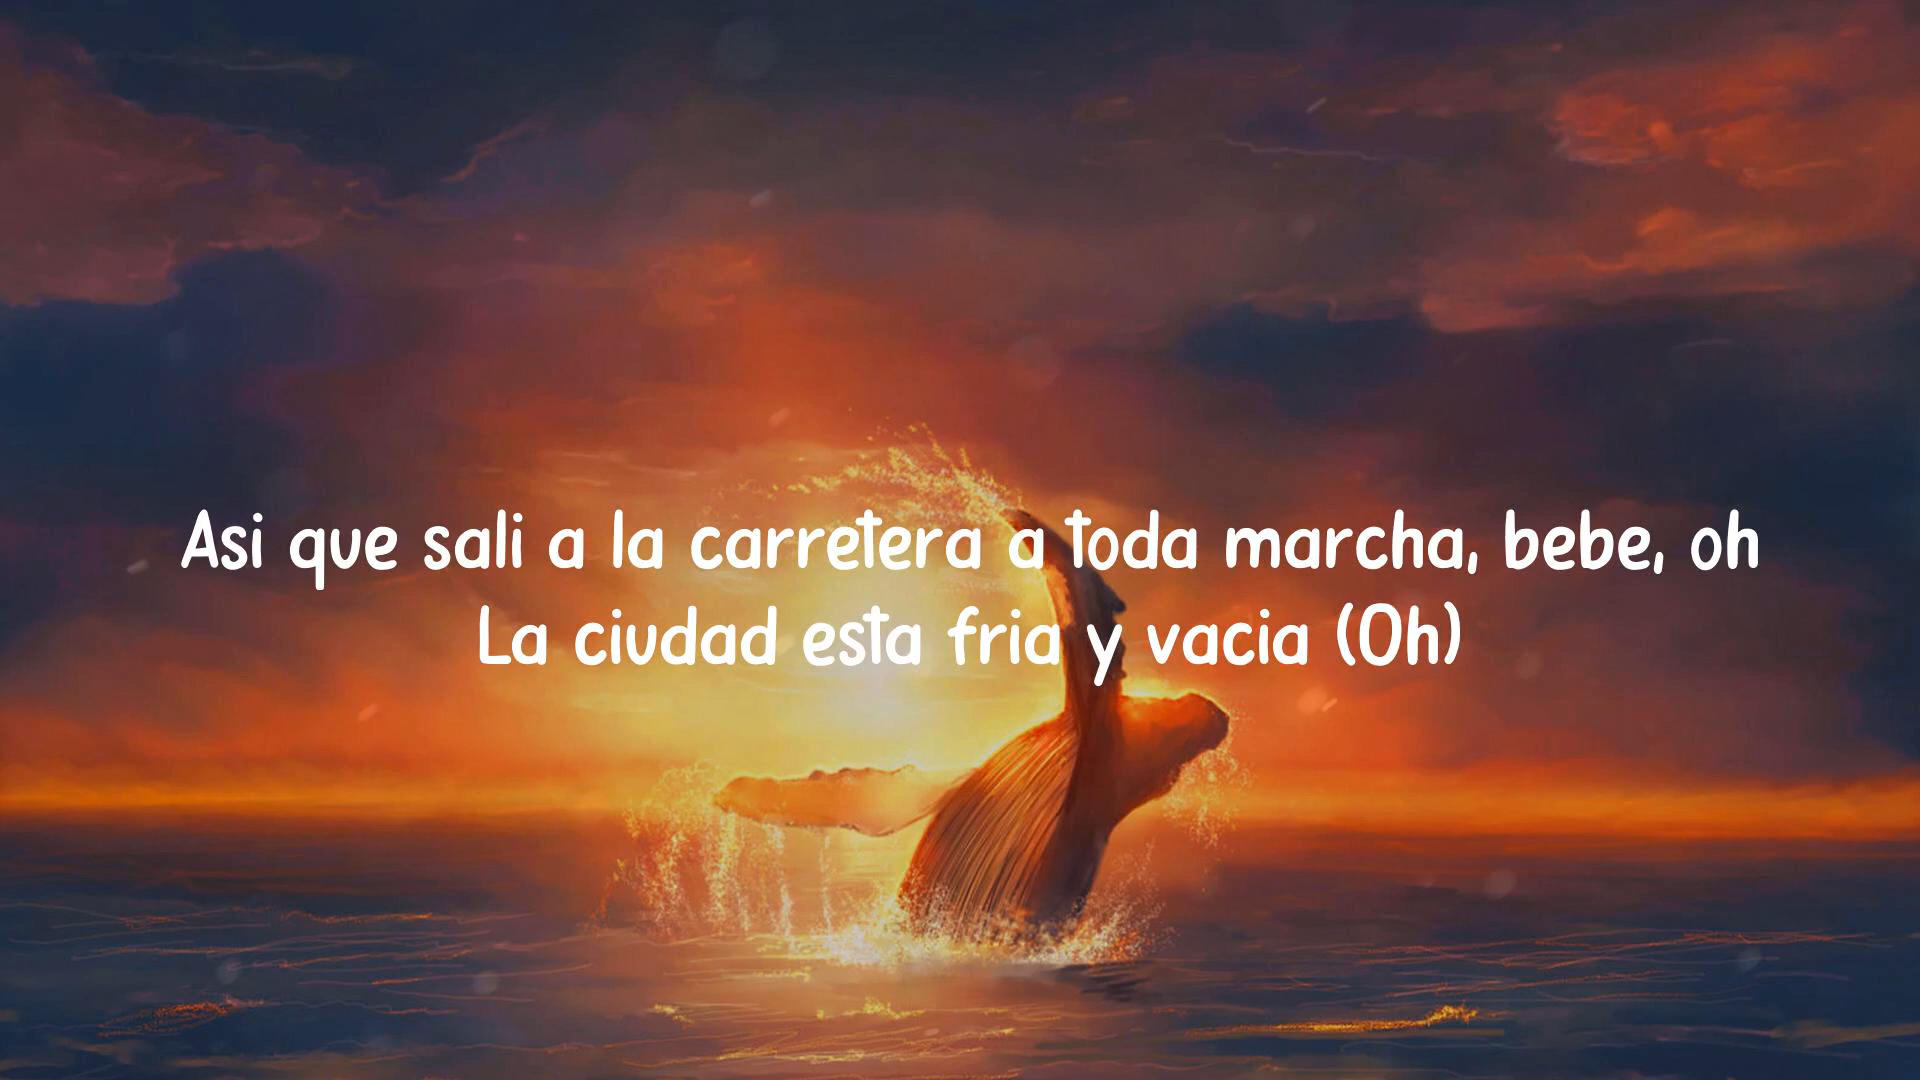 Asi que sali a la carretera a toda marcha, bebe, oh
La ciudad esta fria y vacia (Oh)